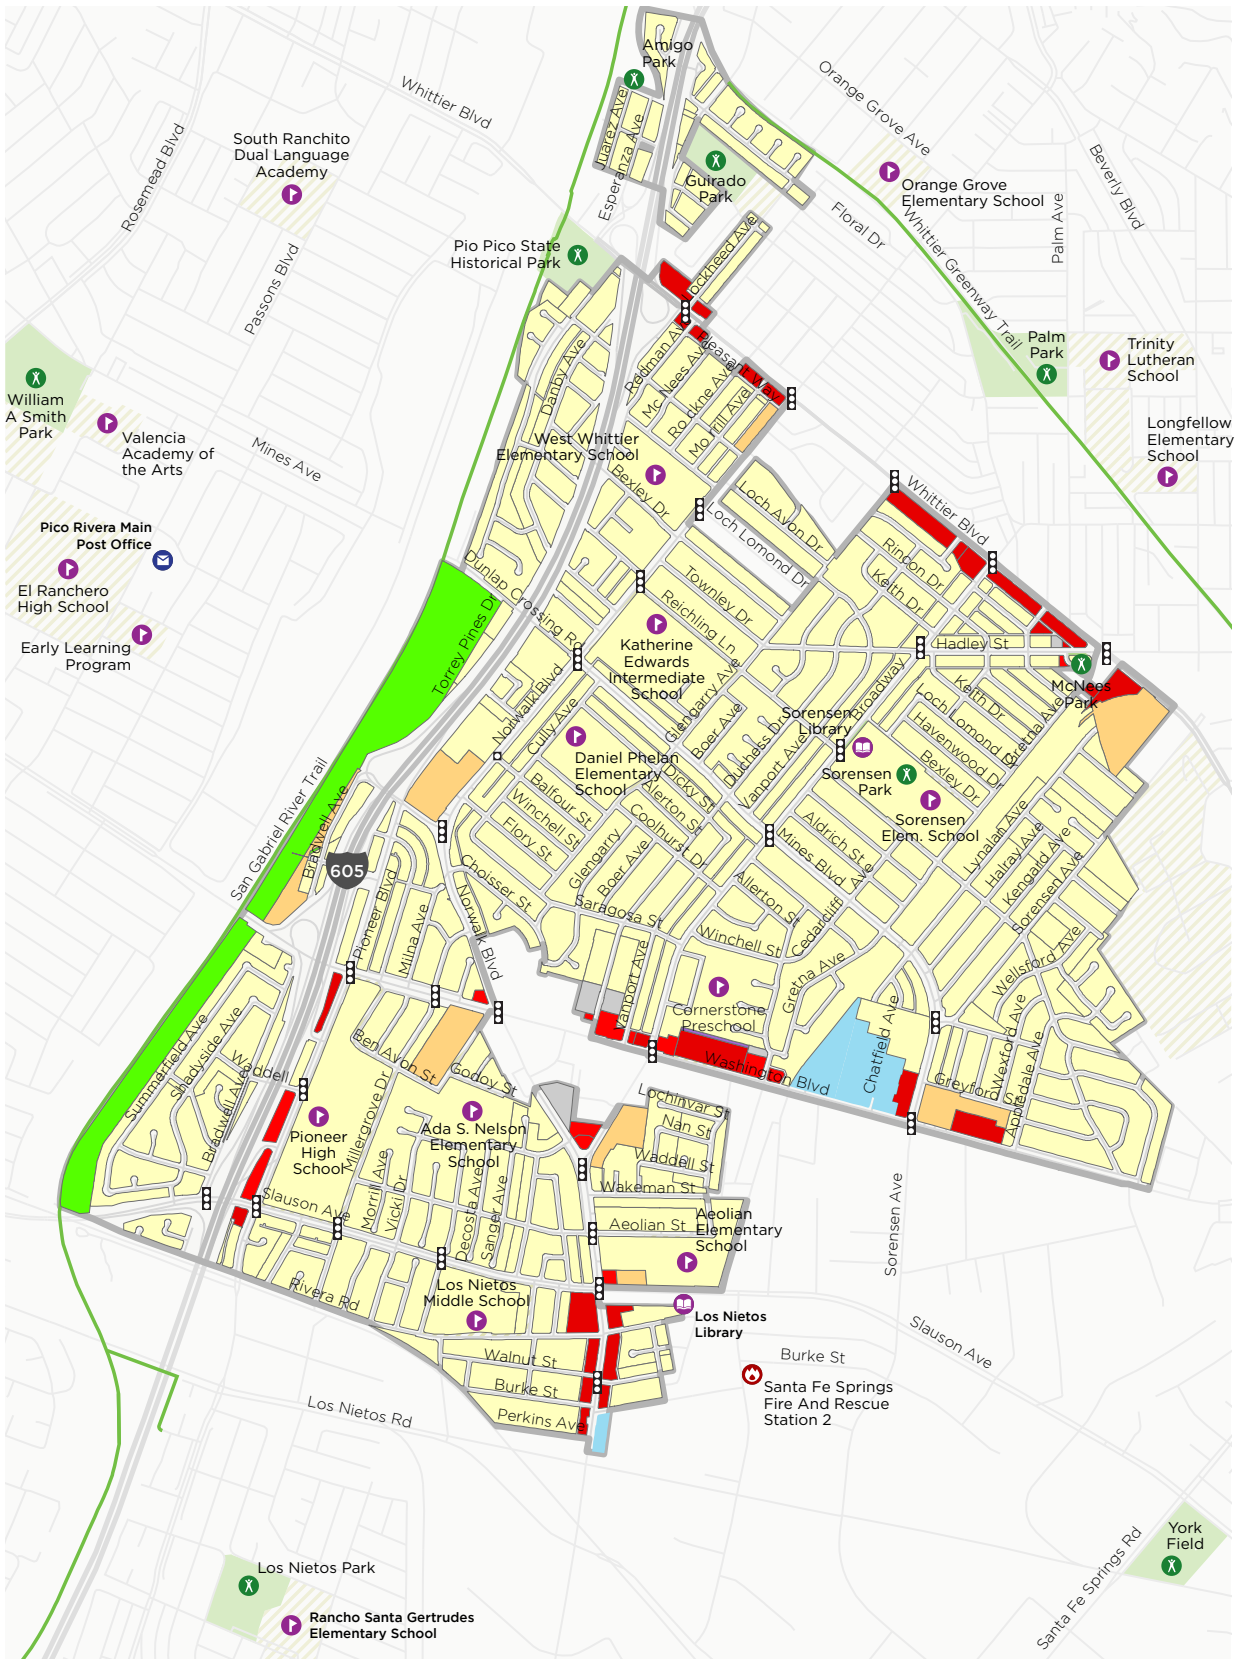 Amigo
Park
Whittier Blvd
Orange Grove Ave
Rosemead Blvd
South Ranchito
Dual Language
Academy
Juarez Ave
Esperanza Ave
Guirado
Park
Orange Grove
Elementary School
Beverly Blvd
Palm Ave
Floral Dr
Whittier Greenway Trail
Pio Pico State
Historical Park
Passons Blvd
Lockheed Ave
Palm
Park
Trinity
Lutheran
School
Redman Ave
Pleasant Way
Mc Nees Ave
Rockne Ave
Morrill Ave
Danby Ave
William
A Smith
Park
Valencia
Academy of
the Arts
Mines Ave
Longfellow
Elementary
School
West Whittier
Elementary School
Bexley Dr
Loch Avon Dr
Loch Lomond Dr
Whittier Blvd
Pico Rivera Main
Post Office
El Ranchero
High School
Early Learning
Program
Dunlap Crossing Rd
Torrey Pines Dr
Townley Dr
Reichling Ln
Rincon Dr
Keith Dr
Hadley St
Katherine
Edwards
Intermediate
School
McNees
Park
Keith Dr
Loch Lomond Dr
Havenwood Dr
Bexley Dr
Gretna Ave
Broadway
Norwalk Blvd
Cully Ave
Glengarry Ave
Boer Ave
Duchess Dr
Vanport Ave
Sorensen
Library
Sorensen
Park
Sorensen
Elem. School
Daniel Phelan
Elementary
School
Dicky St
Allerton St
Coolhurst Dr
Balfour St
Winchell St
Flory St
Glengarry
Boer Ave
Aldrich St
Mines Blvd
Lynalan Ave
Halray Ave
Kengard Ave
Sorensen Ave
San Gabriel River Trail
Bradwell Ave
605
Choisser St
Saragosa St
Allerton St
Cedarcliff Ave
Winchell St
Gretna Ave
Wellsford Ave
Pioneer Blvd
Milna Ave
Norwalk Blvd
Vanport Ave
Cornerstone
Preschool
Washington Blvd
Chatfield Ave
Wexford Ave
Appledale Ave
Greyford St
Summerfield Ave
Shadyside Ave
Waddell
Bradwell Ave
Ben Avon St
Godoy St
Lochinvar St
Nan St
Waddell St
Wakeman St
Aeolian St
Pioneer
High
School
Millergrove Dr
Ada S. Nelson
Elementary
School
Morrill Ave
Vicki Dr
Decosta Ave
Sanger Ave
Slauson Ave
Aeolian
Elementary
School
Sorensen Ave
Rivera Rd
Los Nietos
Middle School
Los Nietos
Library
Slauson Ave
Walnut St
Burke St
Perkins Ave
Burke St
Santa Fe Springs
Fire And Rescue
Station 2
Los Nietos Rd
York
Field
Santa Fe Springs Rd
Los Nietos Park
Rancho Santa Gertrudes
Elementary School